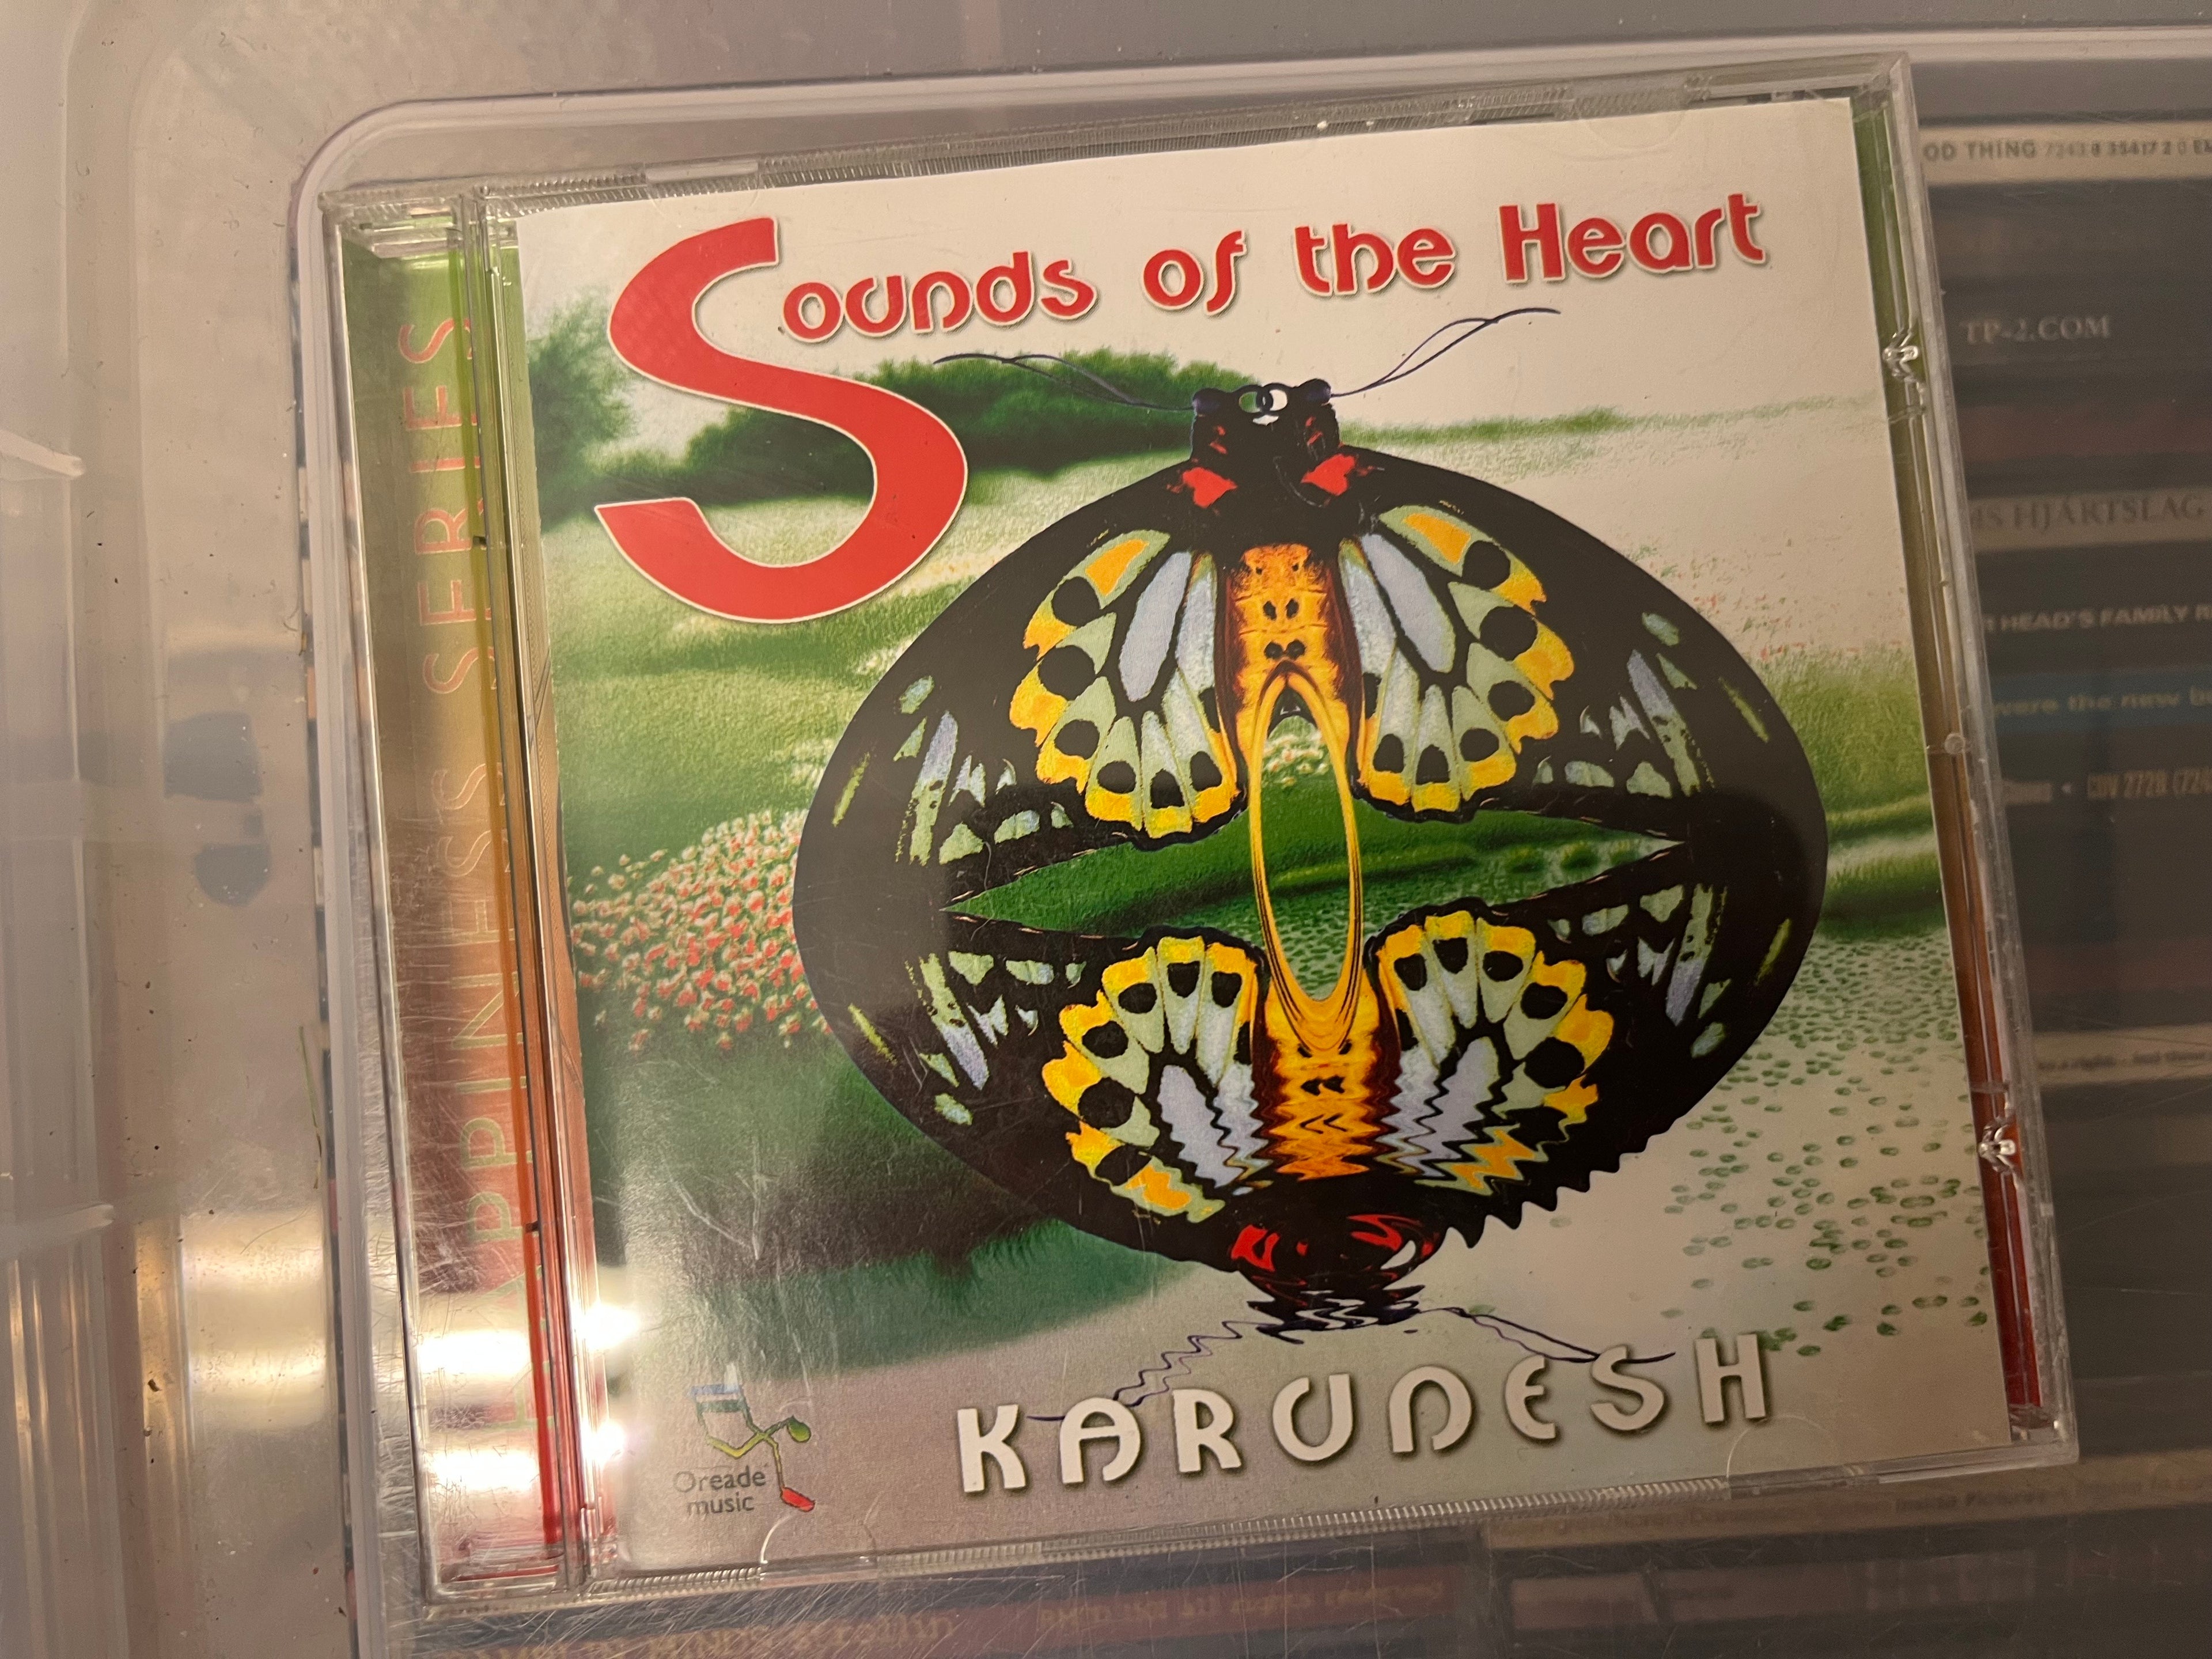 Sounds of the Heart
HAPPINESS SERIES
KARUNESH
Oreade
music
OD THING
TP-2.COM
HJÄRTSLAG
HEAD'S FAMILY
were the new
CDV 2728